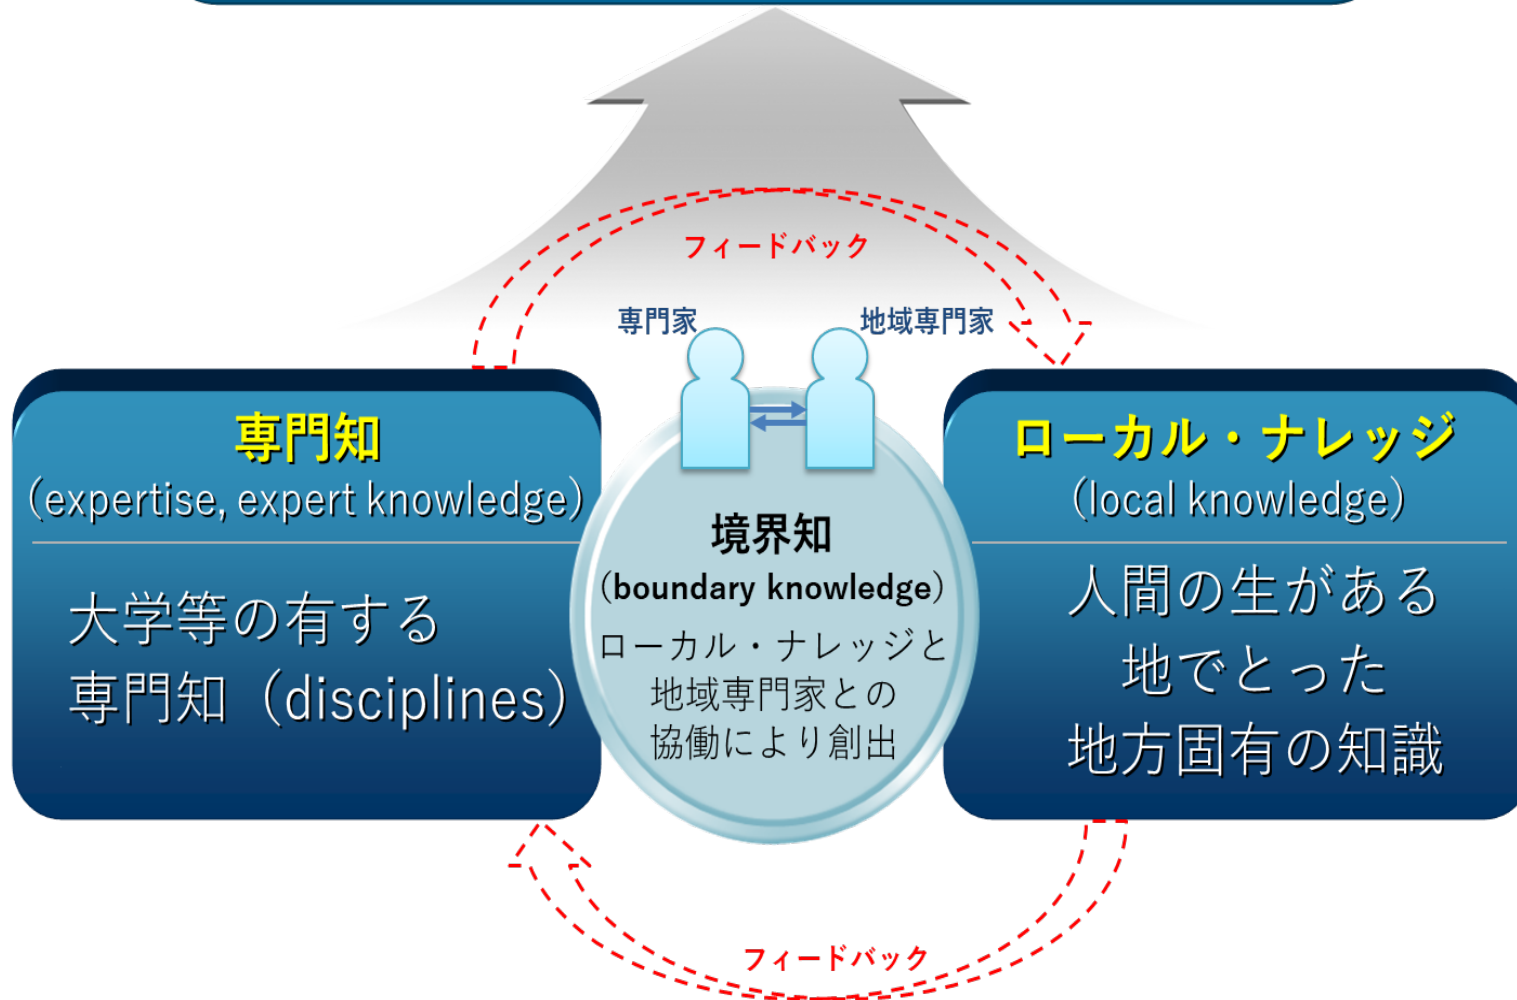 フィードバック
専門家
地域専門家
専門知
（expertise, expert knowledge）
大学等の有する
専門知（disciplines）
境界知
（boundary knowledge）
ローカル・ナレッジと
地域専門家との
協働により創出
ローカル・ナレッジ
（local knowledge）
人間の生がある
地でとった
地方固有の知識
フィードバック